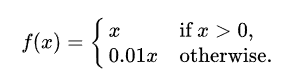 f(x) = { x if x > 0,
0.01x otherwise.